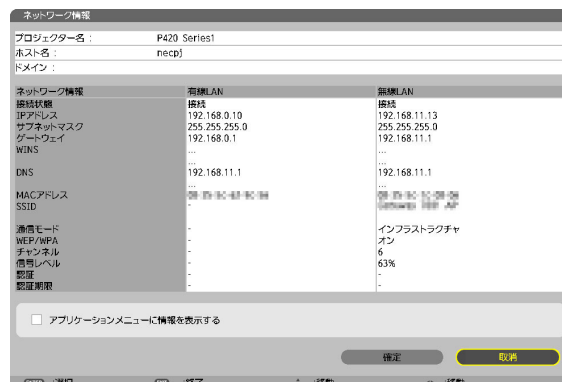 ネットワーク情報
プロジェクター名 : P420 Series1
ホスト名 : necpj
ドメイン :
ネットワーク情報 有線LAN 無線LAN
接続状態 接続 接続
IPアドレス 192.168.0.10 192.168.11.13
サブネットマスク 255.255.255.0 255.255.255.0
ゲートウェイ 192.168.0.1 192.168.11.1
WINS ... ...
... ...
DNS 192.168.11.1 192.168.11.1
... ...
MACアドレス
SSID -
通信モード - インフラストラクチャ
WEP/WPA - オン
チャンネル - 6
信号レベル - 63%
認証 - -
認証期限 - -
アプリケーションメニューに情報を表示する
確定 取消